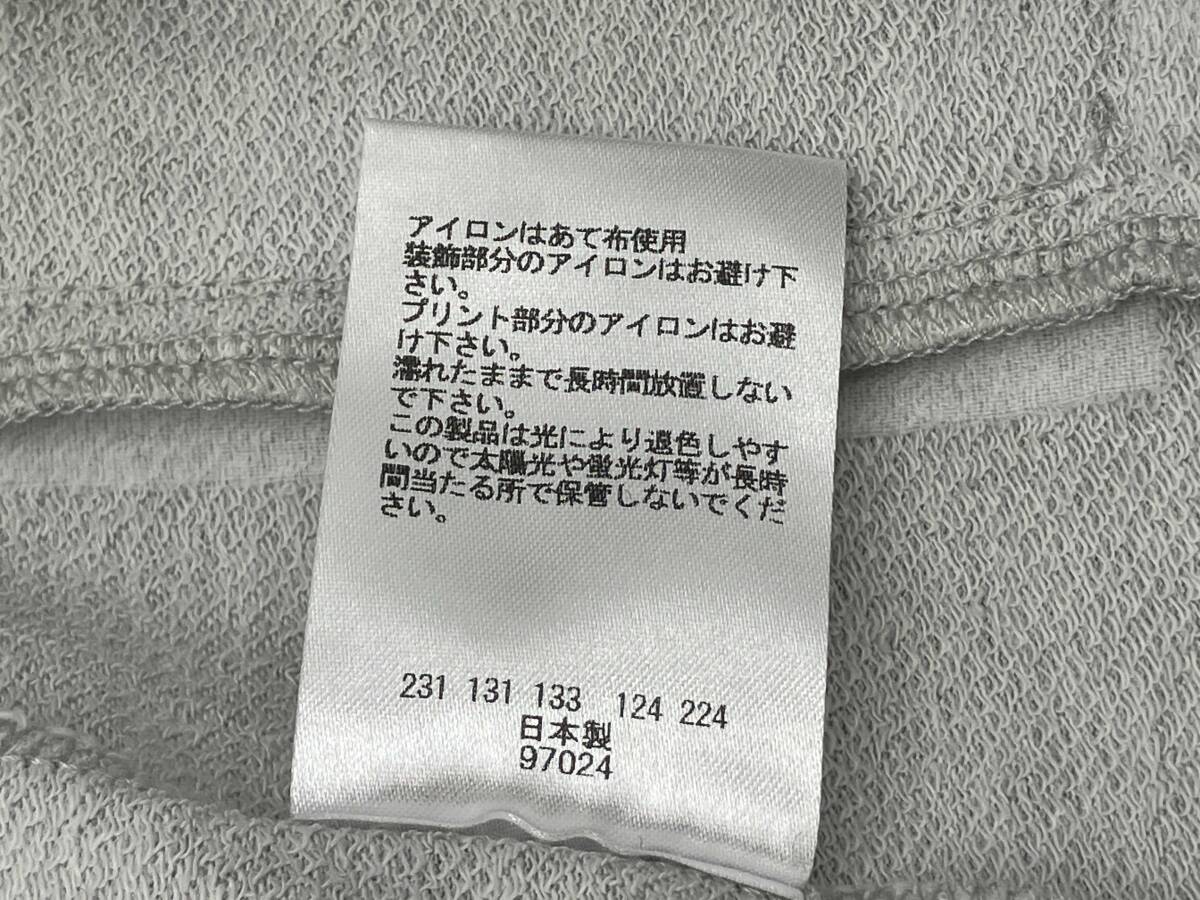 アイロンはあて布使用
装飾部分のアイロンはお避け下
さい。
プリント部分のアイロンはお避
け下さい。
濡れたままで長時間放置しない
で下さい。
この製品は光により退色しやす
いので太陽光や蛍光灯等が長時
間当たる所で保管しないでくだ
さい。
231 131 133 124 224
日本製
97024